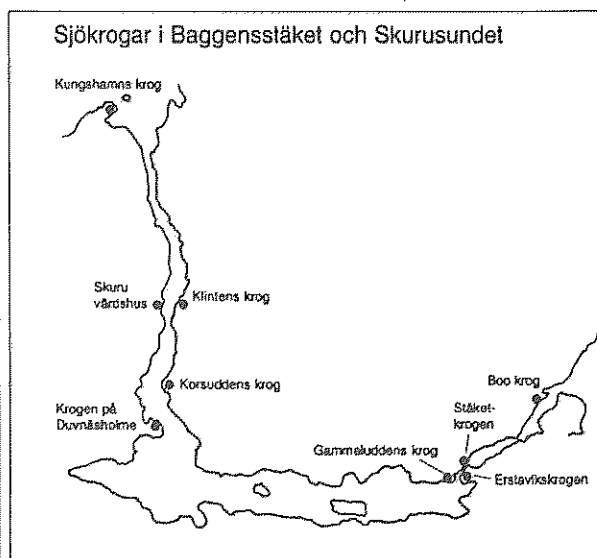 Sjökrogar i Baggensstäket och Skurusundet
Kungshamns krog
Skuru
värdshus
Klintens krog
Korsuddens krog
Krogen på
Duvnäsholme
Boo krog
Stäket-
krogen
Gammeluddens krog
Erstavikskrogen